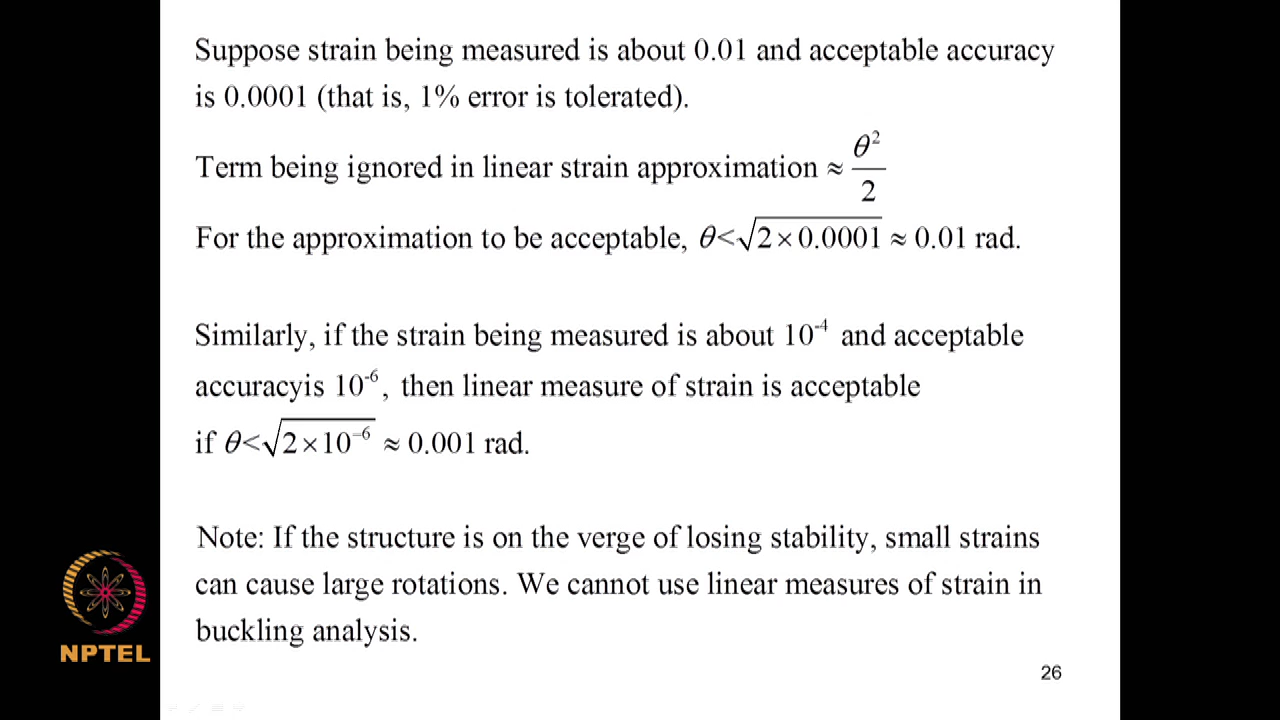 Suppose strain being measured is about 0.01 and acceptable accuracy
is 0.0001 (that is, 1% error is tolerated).
Term being ignored in linear strain approximation ≈ θ²/2
For the approximation to be acceptable, θ<√2×0.0001 ≈ 0.01 rad.
Similarly, if the strain being measured is about 10⁻⁴ and acceptable
accuracyis 10⁻⁶, then linear measure of strain is acceptable
if θ<√2×10⁻⁶ ≈ 0.001 rad.
Note: If the structure is on the verge of losing stability, small strains
can cause large rotations. We cannot use linear measures of strain in
buckling analysis.
NPTEL
26